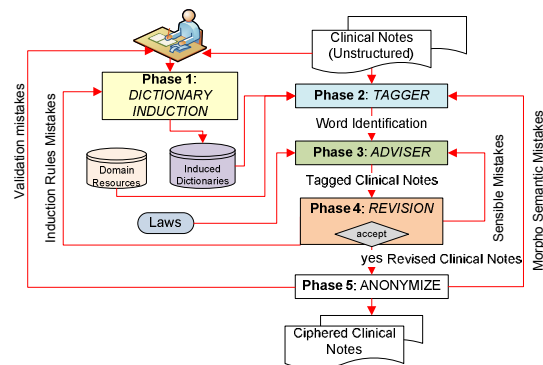 Clinical Notes
(Unstructured)
Phase 1:
DICTIONARY
INDUCTION
Phase 2: TAGGER
Word Identification
Phase 3: ADVISER
Domain
Resources
Induced
Dictionaries
Tagged Clinical Notes
Laws
Phase 4: REVISION
accept
yes Revised Clinical Notes
Phase 5: ANONYMIZE
Ciphered Clinical
Notes
Validation mistakes
Induction Rules Mistakes
Sensible Mistakes
Morpho Semantic Mistakes